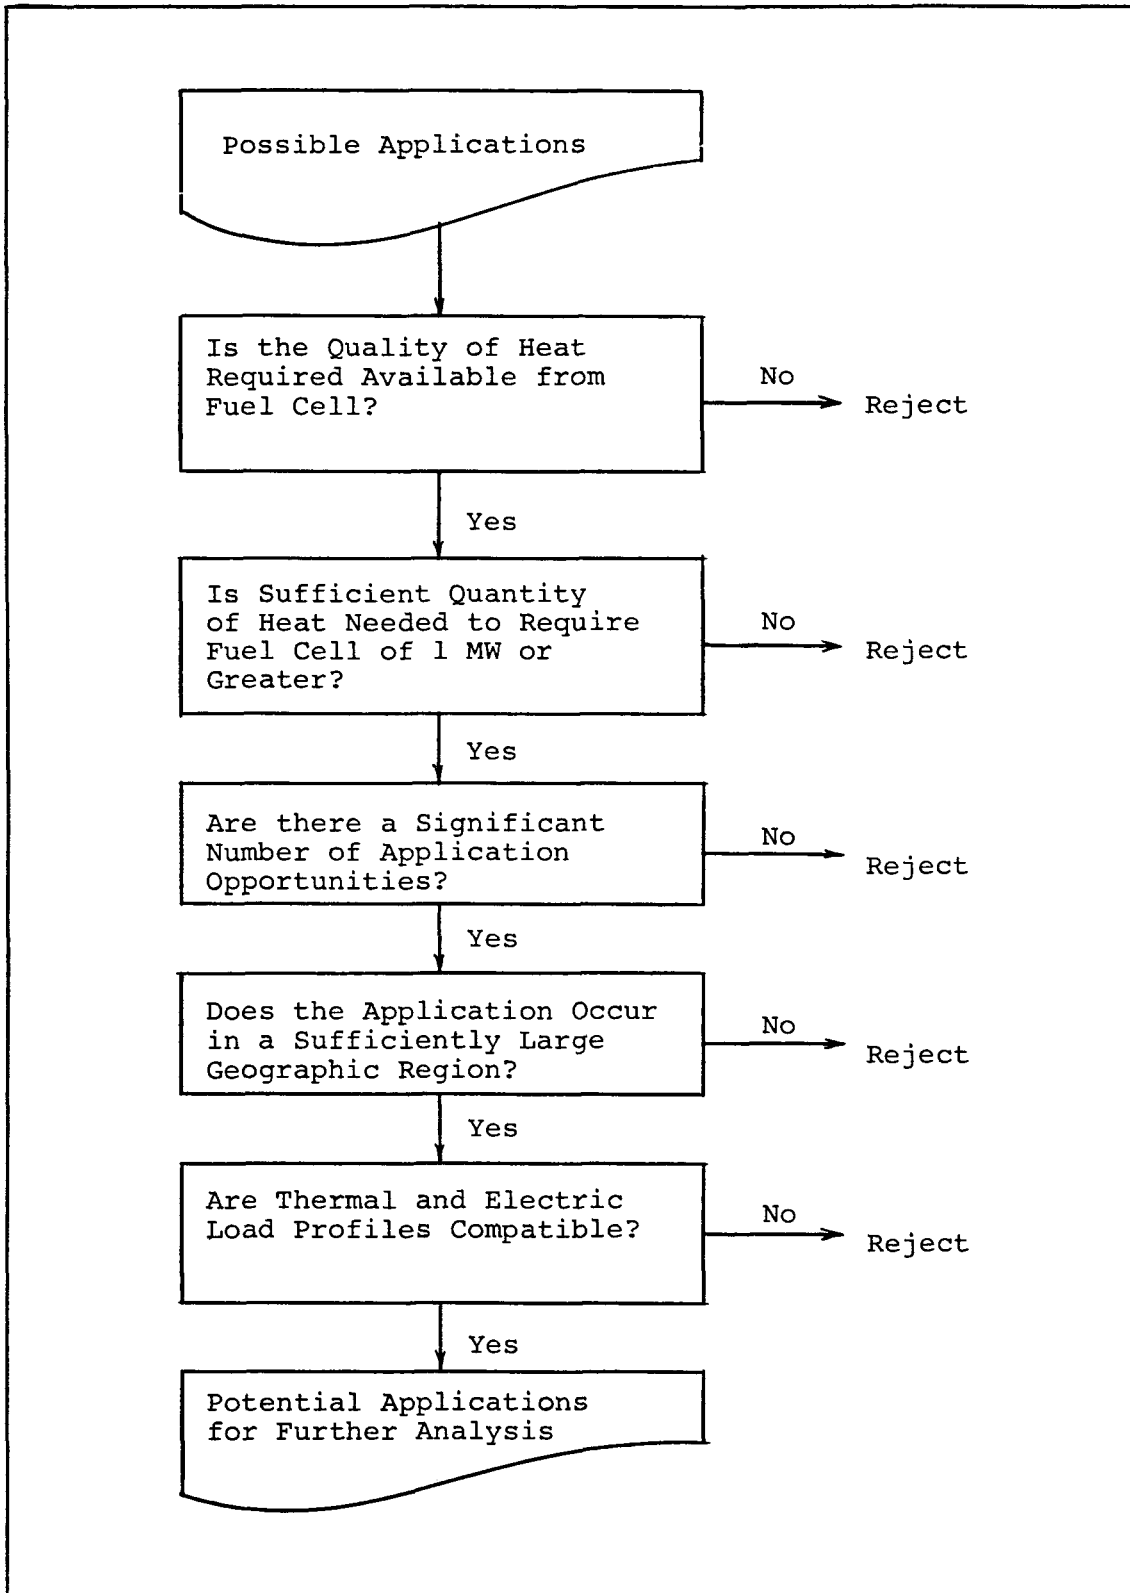 Possible Applications
Is the Quality of Heat
Required Available from
Fuel Cell?
No
Reject
Yes
Is Sufficient Quantity
of Heat Needed to Require
Fuel Cell of 1 MW or
Greater?
No
Reject
Yes
Are there a Significant
Number of Application
Opportunities?
No
Reject
Yes
Does the Application Occur
in a Sufficiently Large
Geographic Region?
No
Reject
Yes
Are Thermal and Electric
Load Profiles Compatible?
No
Reject
Yes
Potential Applications
for Further Analysis